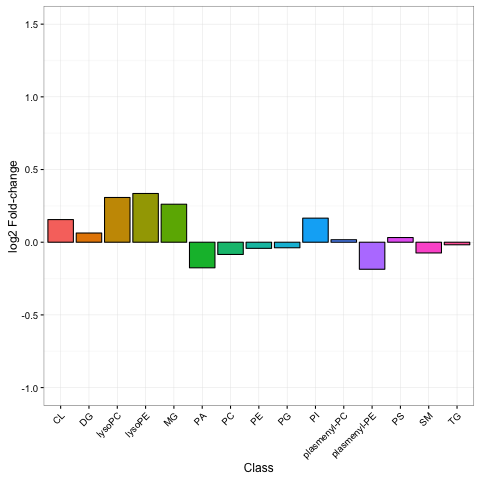 1.5
1.0
0.5
0.0
-0.5
-1.0
log2 Fold-change
CL
DG
lysoPC
lysoPE
MG
PA
PC
PE
PG
PI
plasmenyl-PC
plasmenyl-PE
PS
SM
TG
Class